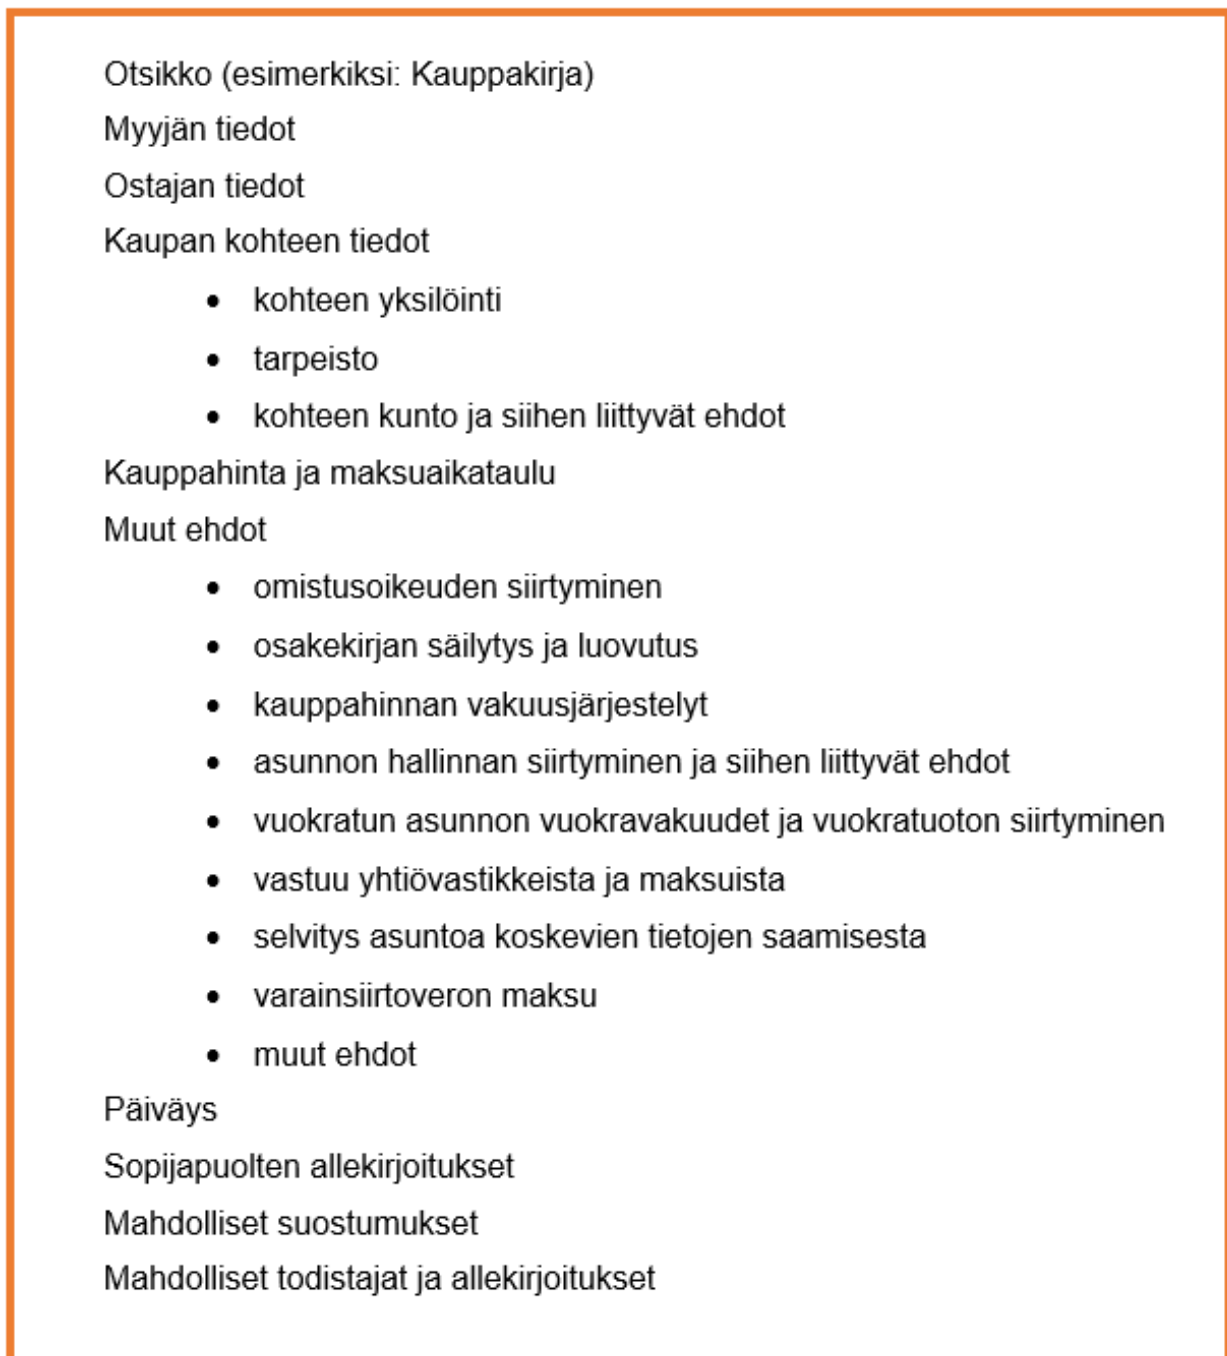 Otsikko (esimerkiksi: Kauppakirja)
Myyjän tiedot
Ostajan tiedot
Kaupan kohteen tiedot
• kohteen yksilöinti
• tarpeisto
• kohteen kunto ja siihen liittyvät ehdot
Kauppahinta ja maksuaikataulu
Muut ehdot
• omistusoikeuden siirtyminen
• osakekirjan säilytys ja luovutus
• kauppahinnan vakuusjärjestelyt
• asunnon hallinnan siirtyminen ja siihen liittyvät ehdot
• vuokratun asunnon vuokravakuudet ja vuokratuoton siirtyminen
• vastuu yhtiövastikkeista ja maksuista
• selvitys asuntoa koskevien tietojen saamisesta
• varainsiirtoveron maksu
• muut ehdot
Päiväys
Sopijapuolten allekirjoitukset
Mahdolliset suostumukset
Mahdolliset todistajat ja allekirjoitukset